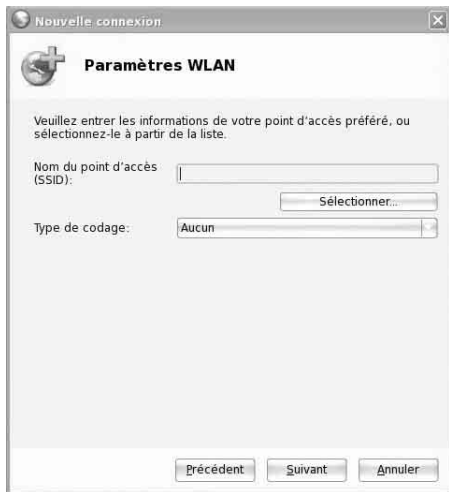 Nouvelle connexion
Paramètres WLAN
Veuillez entrer les informations de votre point d'accès préféré, ou
sélectionnez-le à partir de la liste.
Nom du point d'accès
(SSID):
Sélectionner...
Type de codage:
Aucun
Précédent
Suivant
Annuler